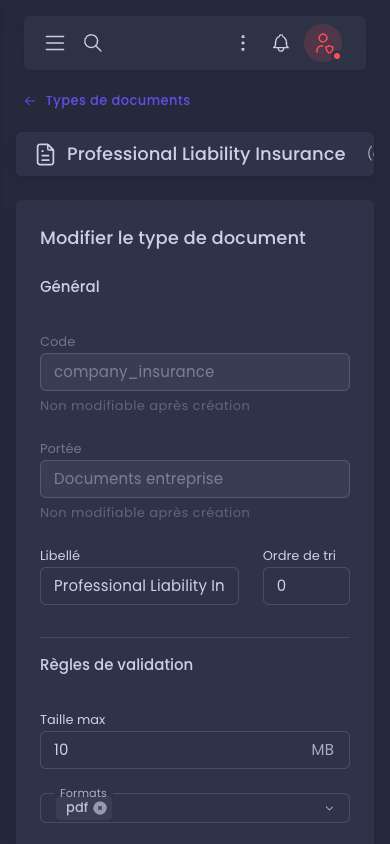 Types de documents
Professional Liability Insurance
Modifier le type de document
Général
Code
company_insurance
Non modifiable après création
Portée
Documents entreprise
Non modifiable après création
Libellé Ordre de tri
Professional Liability In 0
Règles de validation
Taille max
10 MB
Formats
pdf